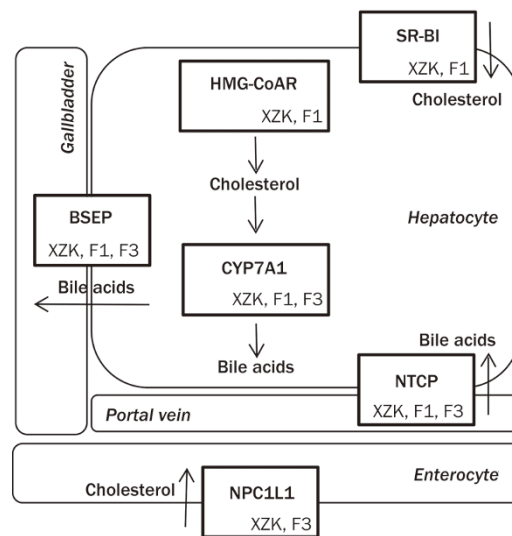 SR-BI
XZK, F1
Cholesterol
Gallbladder
HMG-CoAR
XZK, F1
Cholesterol
Hepatocyte
BSEP
XZK, F1, F3
Bile acids
CYP7A1
XZK, F1, F3
Bile acids
Bile acids
NTCP
XZK, F1, F3
Portal vein
Enterocyte
Cholesterol
NPC1L1
XZK, F3